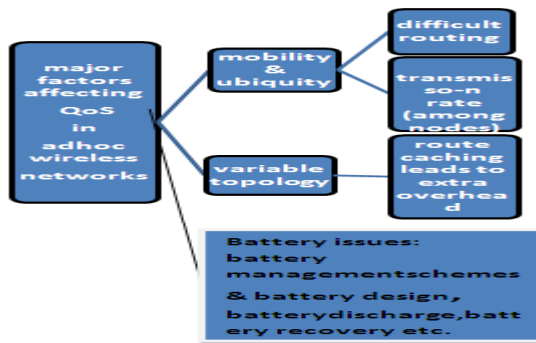 major
factors
affecting
QoS
in
adhoc
wireless
networks
mobility
&
ubiquity
difficult
routing
transmis
so-n
rate
(among
nodes)
variable
topology
route
caching
leads to
extra
overhea
d
Battery issues:
battery
managementschemes
& battery design,
batterydischarge,batt
ery recovery etc.